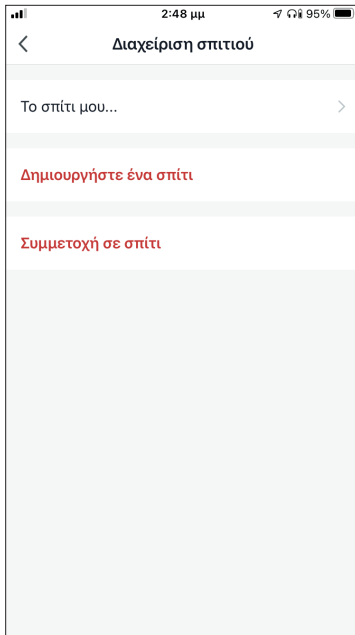 2:48 μμ 95%
Διαχείριση σπιτιού
Το σπίτι μου...
Δημιουργήστε ένα σπίτι
Συμμετοχή σε σπίτι